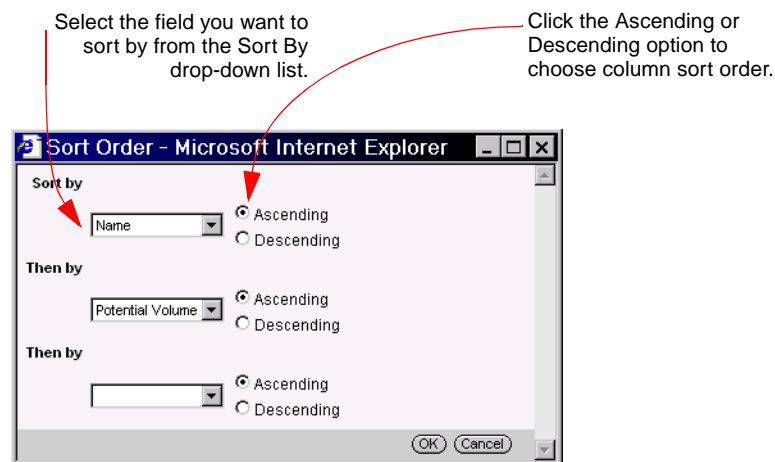 Select the field you want to
sort by from the Sort By
drop-down list.
Click the Ascending or
Descending option to
choose column sort order.
Sort Order - Microsoft Internet Explorer
Sort by
Name
Ascending
Descending
Then by
Potential Volume
Ascending
Descending
Then by
Ascending
Descending
OK Cancel